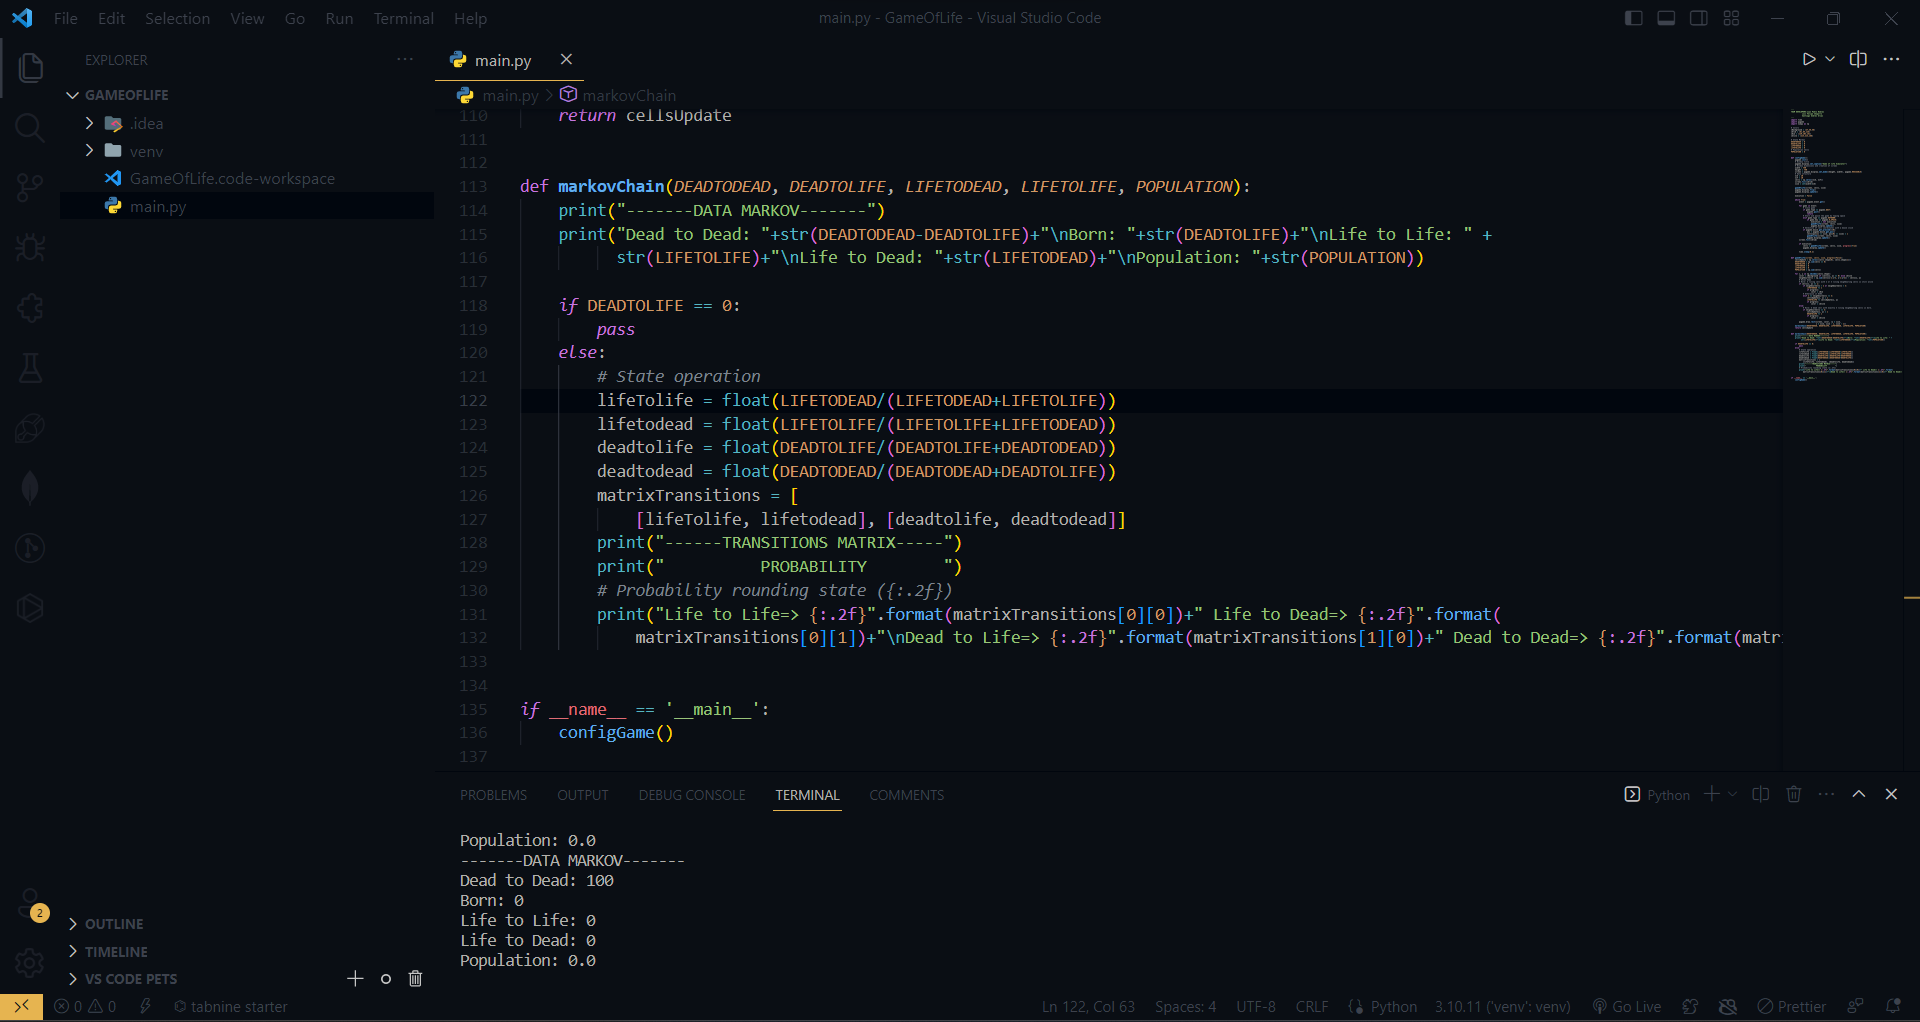 File Edit Selection View Go Run Terminal Help
main.py - GameOfLife - Visual Studio Code
EXPLORER
GAMEOFLIFE
.idea
venv
GameOfLife.code-workspace
main.py
main.py
main.py > markovChain
110 return cellsUpdate
111
112
113 def markovChain(DEADTODEAD, DEADTOLIFE, LIFETODEAD, LIFETOLIFE, POPULATION):
114 print("-------DATA MARKOV-------")
115 print("Dead to Dead: "+str(DEADTODEAD-DEADTOLIFE)+"\nBorn: "+str(DEADTOLIFE)+"\nLife to Life: " +
116 str(LIFETOLIFE)+"\nLife to Dead: "+str(LIFETODEAD)+"\nPopulation: "+str(POPULATION))
117
118 if DEADTOLIFE == 0:
119 pass
120 else:
121 # State operation
122 lifeTolife = float(LIFETODEAD/(LIFETODEAD+LIFETOLIFE))
123 lifetodead = float(LIFETOLIFE/(LIFETOLIFE+LIFETODEAD))
124 deadtolife = float(DEADTOLIFE/(DEADTOLIFE+DEADTODEAD))
125 deadtodead = float(DEADTODEAD/(DEADTODEAD+DEADTOLIFE))
126 matrixTransitions = [
127 [lifeTolife, lifetodead], [deadtolife, deadtodead]]
128 print("------TRANSITIONS MATRIX-----")
129 print("          PROBABILITY        ")
130 # Probability rounding state ({:.2f})
131 print("Life to Life=> {:.2f}".format(matrixTransitions[0][0])+" Life to Dead=> {:.2f}".format(
132 matrixTransitions[0][1])+"\nDead to Life=> {:.2f}".format(matrixTransitions[1][0])+" Dead to Dead=> {:.2f}".format(matri
133
134
135 if __name__ == '__main__':
136 configGame()
137
PROBLEMS OUTPUT DEBUG CONSOLE TERMINAL COMMENTS
Python
Population: 0.0
-------DATA MARKOV-------
Dead to Dead: 100
Born: 0
Life to Life: 0
Life to Dead: 0
Population: 0.0
2
OUTLINE
TIMELINE
VS CODE PETS
0 0 tabnine starter
Ln 122, Col 63 Spaces: 4 UTF-8 CRLF Python 3.10.11 ('venv': venv) Go Live Prettier